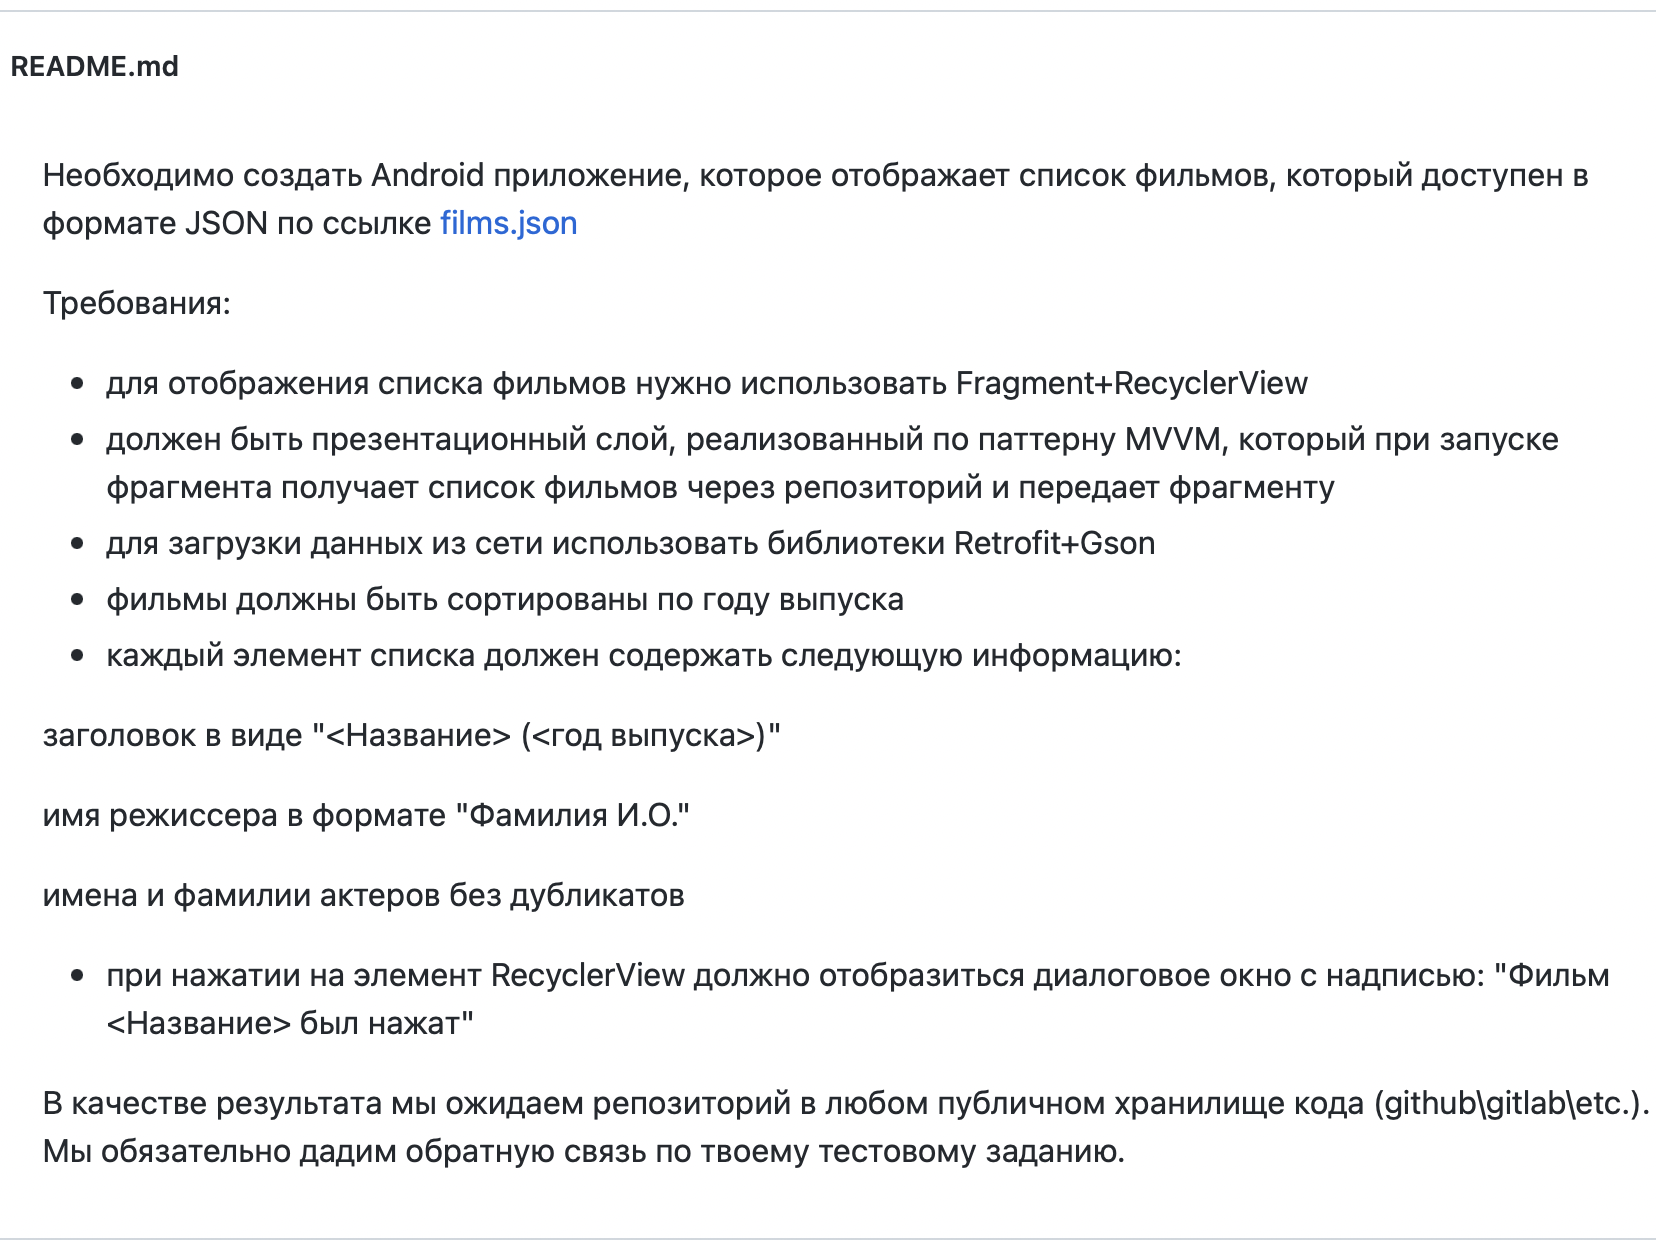 README.md
Необходимо создать Android приложение, которое отображает список фильмов, который доступен в
формате JSON по ссылке films.json
Требования:
• для отображения списка фильмов нужно использовать Fragment+RecyclerView
• должен быть презентационный слой, реализованный по паттерну MVVM, который при запуске
фрагмента получает список фильмов через репозиторий и передает фрагменту
• для загрузки данных из сети использовать библиотеки Retrofit+Gson
• фильмы должны быть сортированы по году выпуска
• каждый элемент списка должен содержать следующую информацию:
заголовок в виде "<Название> (<год выпуска>)"
имя режиссера в формате "Фамилия И.О."
имена и фамилии актеров без дубликатов
• при нажатии на элемент RecyclerView должно отобразиться диалоговое окно с надписью: "Фильм
<Название> был нажат"
В качестве результата мы ожидаем репозиторий в любом публичном хранилище кода (github\gitlab\etc.).
Мы обязательно дадим обратную связь по твоему тестовому заданию.